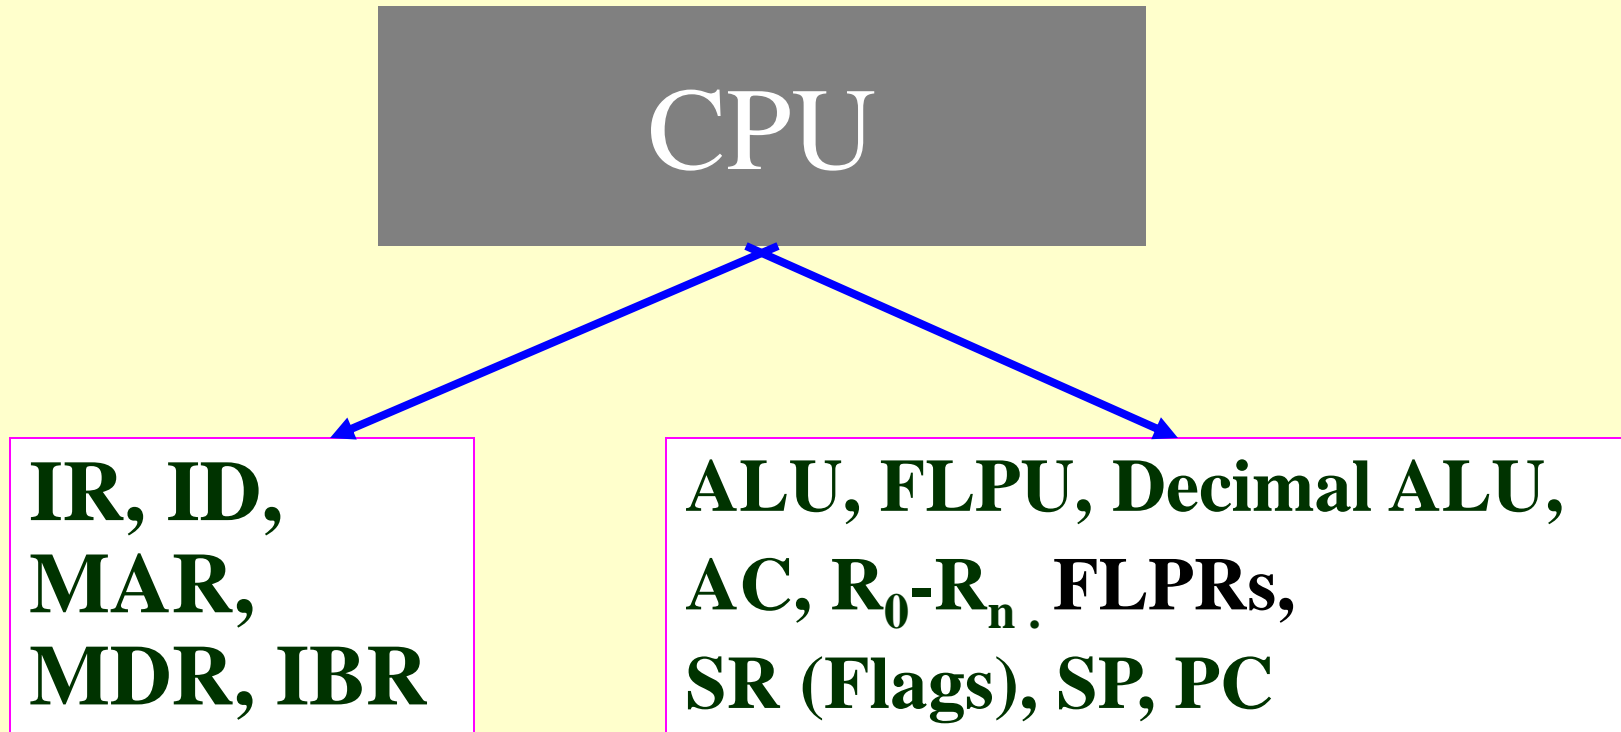 CPU
IR, ID,
MAR,
MDR, IBR
ALU, FLPU, Decimal ALU,
AC, R₀-Rₙ . FLPRs,
SR (Flags), SP, PC